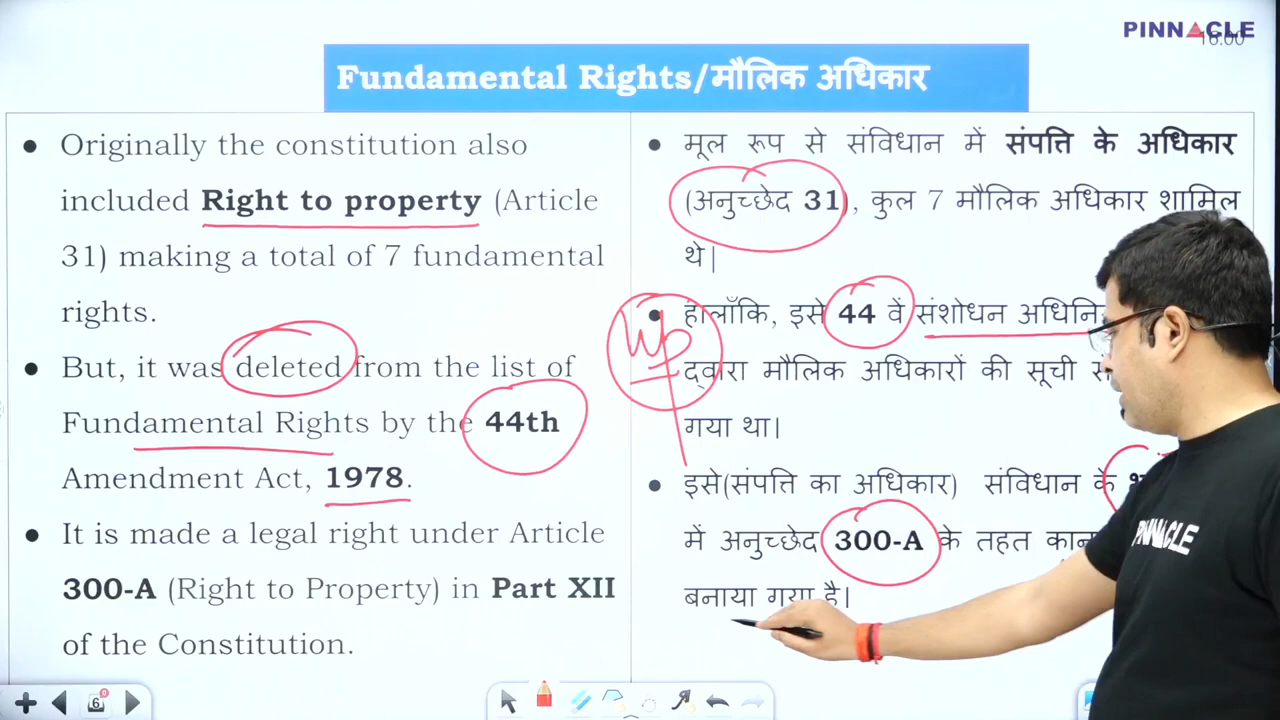 PINNACLE
16:00
Fundamental Rights/मौलिक अधिकार
● Originally the constitution also
included Right to property (Article
31) making a total of 7 fundamental
rights.
● But, it was deleted from the list of
Fundamental Rights by the 44th
Amendment Act, 1978.
● It is made a legal right under Article
300-A (Right to Property) in Part XII
of the Constitution.
● मूल रूप से संविधान में संपत्ति के अधिकार
(अनुच्छेद 31), कुल 7 मौलिक अधिकार शामिल
थे|
● हालाँकि, इसे 44 वें संशोधन
द्वारा मौलिक अधिकारों की सूची
गया था|
● इसे(संपत्ति का अधिकार) संविधान के
में अनुच्छेद 300-A के तहत
बनाया गया है|
PINNACLE
6
0